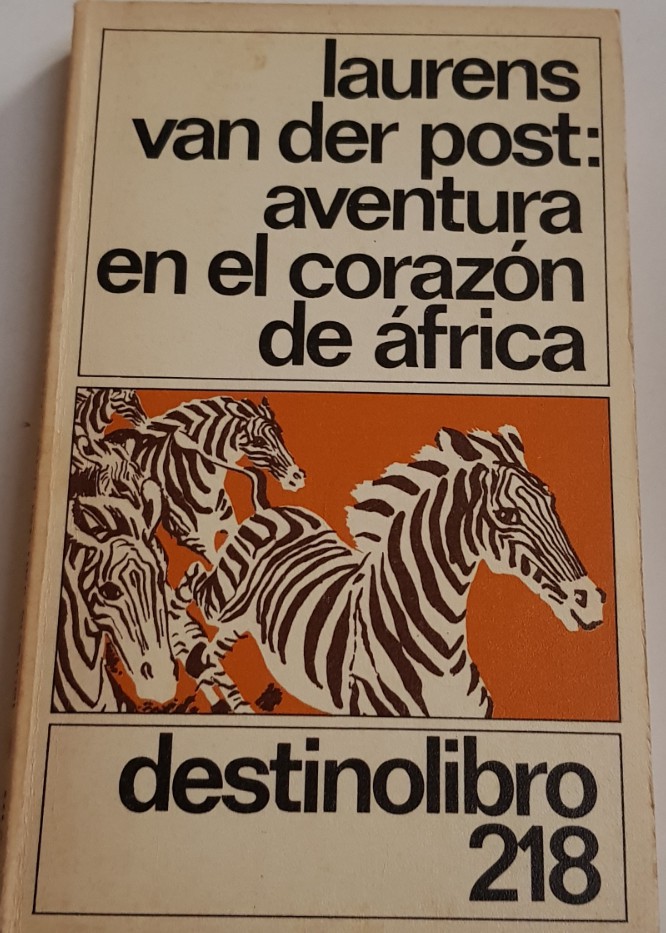 laurens
van der post:
aventura
en el corazón
de áfrica
destinolibro
218